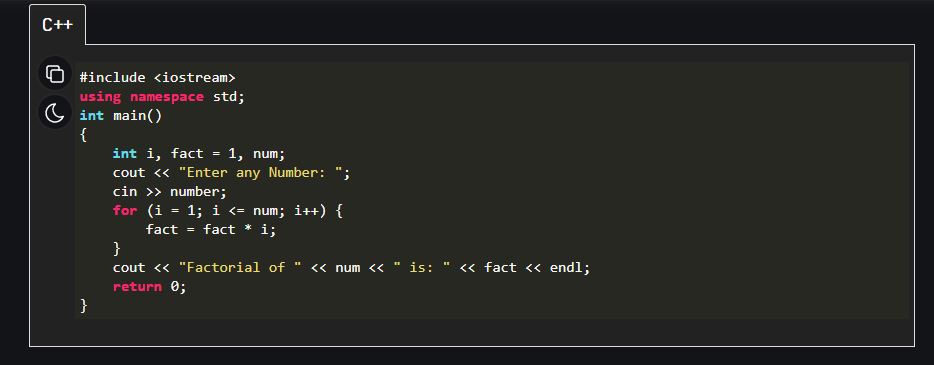 C++
#include <iostream>
using namespace std;
int main()
{
    int i, fact = 1, num;
    cout << "Enter any Number: ";
    cin >> number;
    for (i = 1; i <= num; i++) {
        fact = fact * i;
    }
    cout << "Factorial of " << num << " is: " << fact << endl;
    return 0;
}